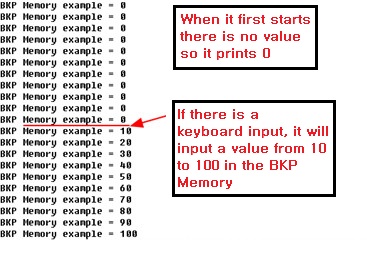 BKP Memory example = 0
BKP Memory example = 0
BKP Memory example = 0
BKP Memory example = 0
BKP Memory example = 0
BKP Memory example = 0
BKP Memory example = 0
BKP Memory example = 0
BKP Memory example = 0
BKP Memory example = 0
BKP Memory example = 0
BKP Memory example = 10
BKP Memory example = 20
BKP Memory example = 30
BKP Memory example = 40
BKP Memory example = 50
BKP Memory example = 60
BKP Memory example = 70
BKP Memory example = 80
BKP Memory example = 90
BKP Memory example = 100
When it first starts
there is no value
so it prints 0
If there is a
keyboard input, it will
input a value from 10
to 100 in the BKP
Memory